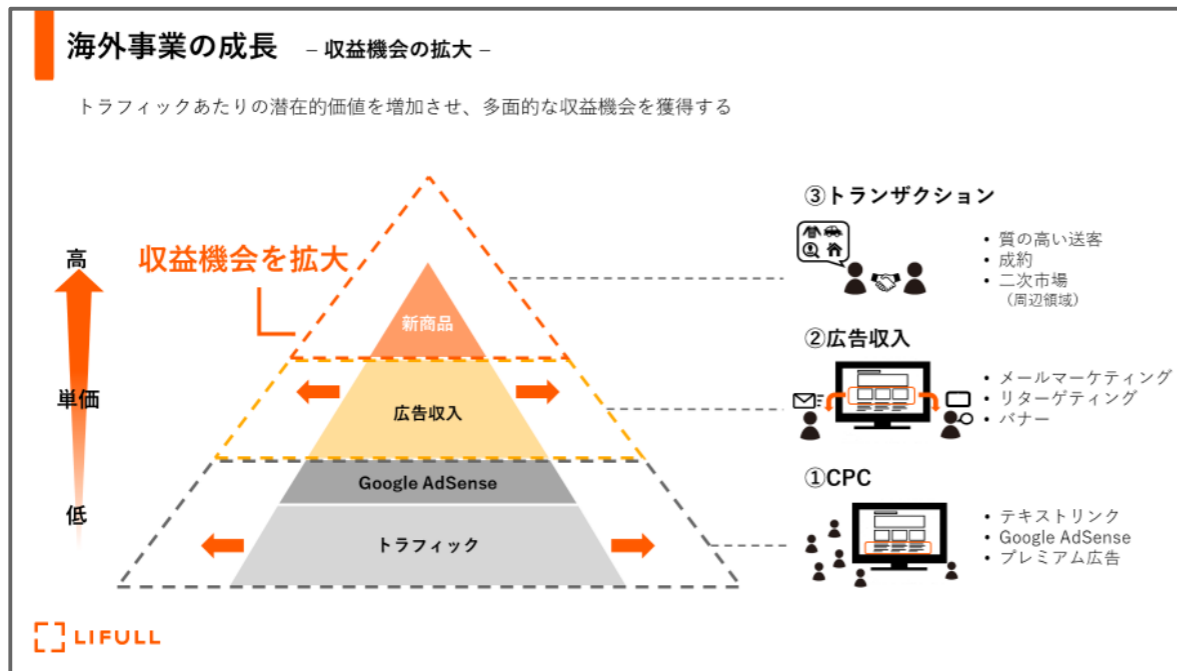 海外事業の成長 – 収益機会の拡大 –
トラフィックあたりの潜在的価値を増加させ、多面的な収益機会を獲得する
高
単価
低
収益機会を拡大
新商品
広告収入
Google AdSense
トラフィック
③トランザクション
• 質の高い送客
• 成約
• 二次市場
（周辺領域）
②広告収入
• メールマーケティング
• リターゲティング
• バナー
①CPC
• テキストリンク
• Google AdSense
• プレミアム広告
LIFULL